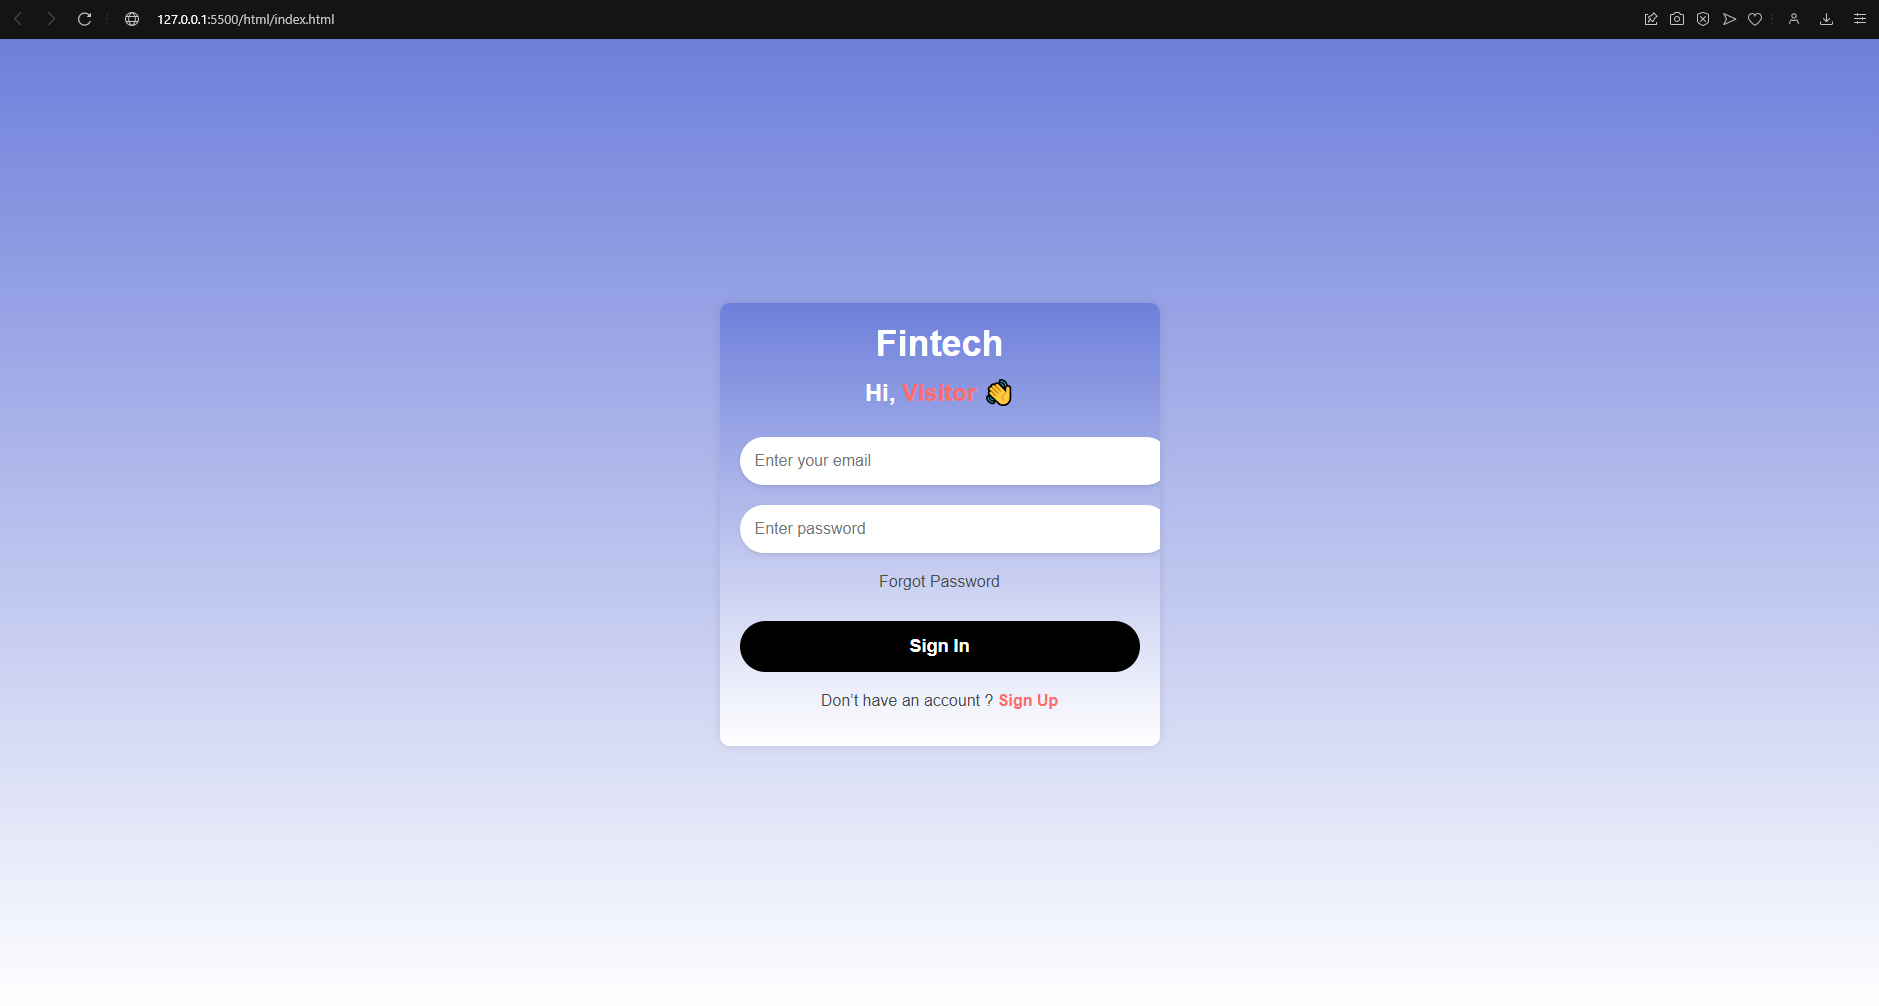 127.0.0.1:5500/html/index.html
Fintech
Hi, Visitor 👋
Enter your email
Enter password
Forgot Password
Sign In
Don’t have an account ? Sign Up